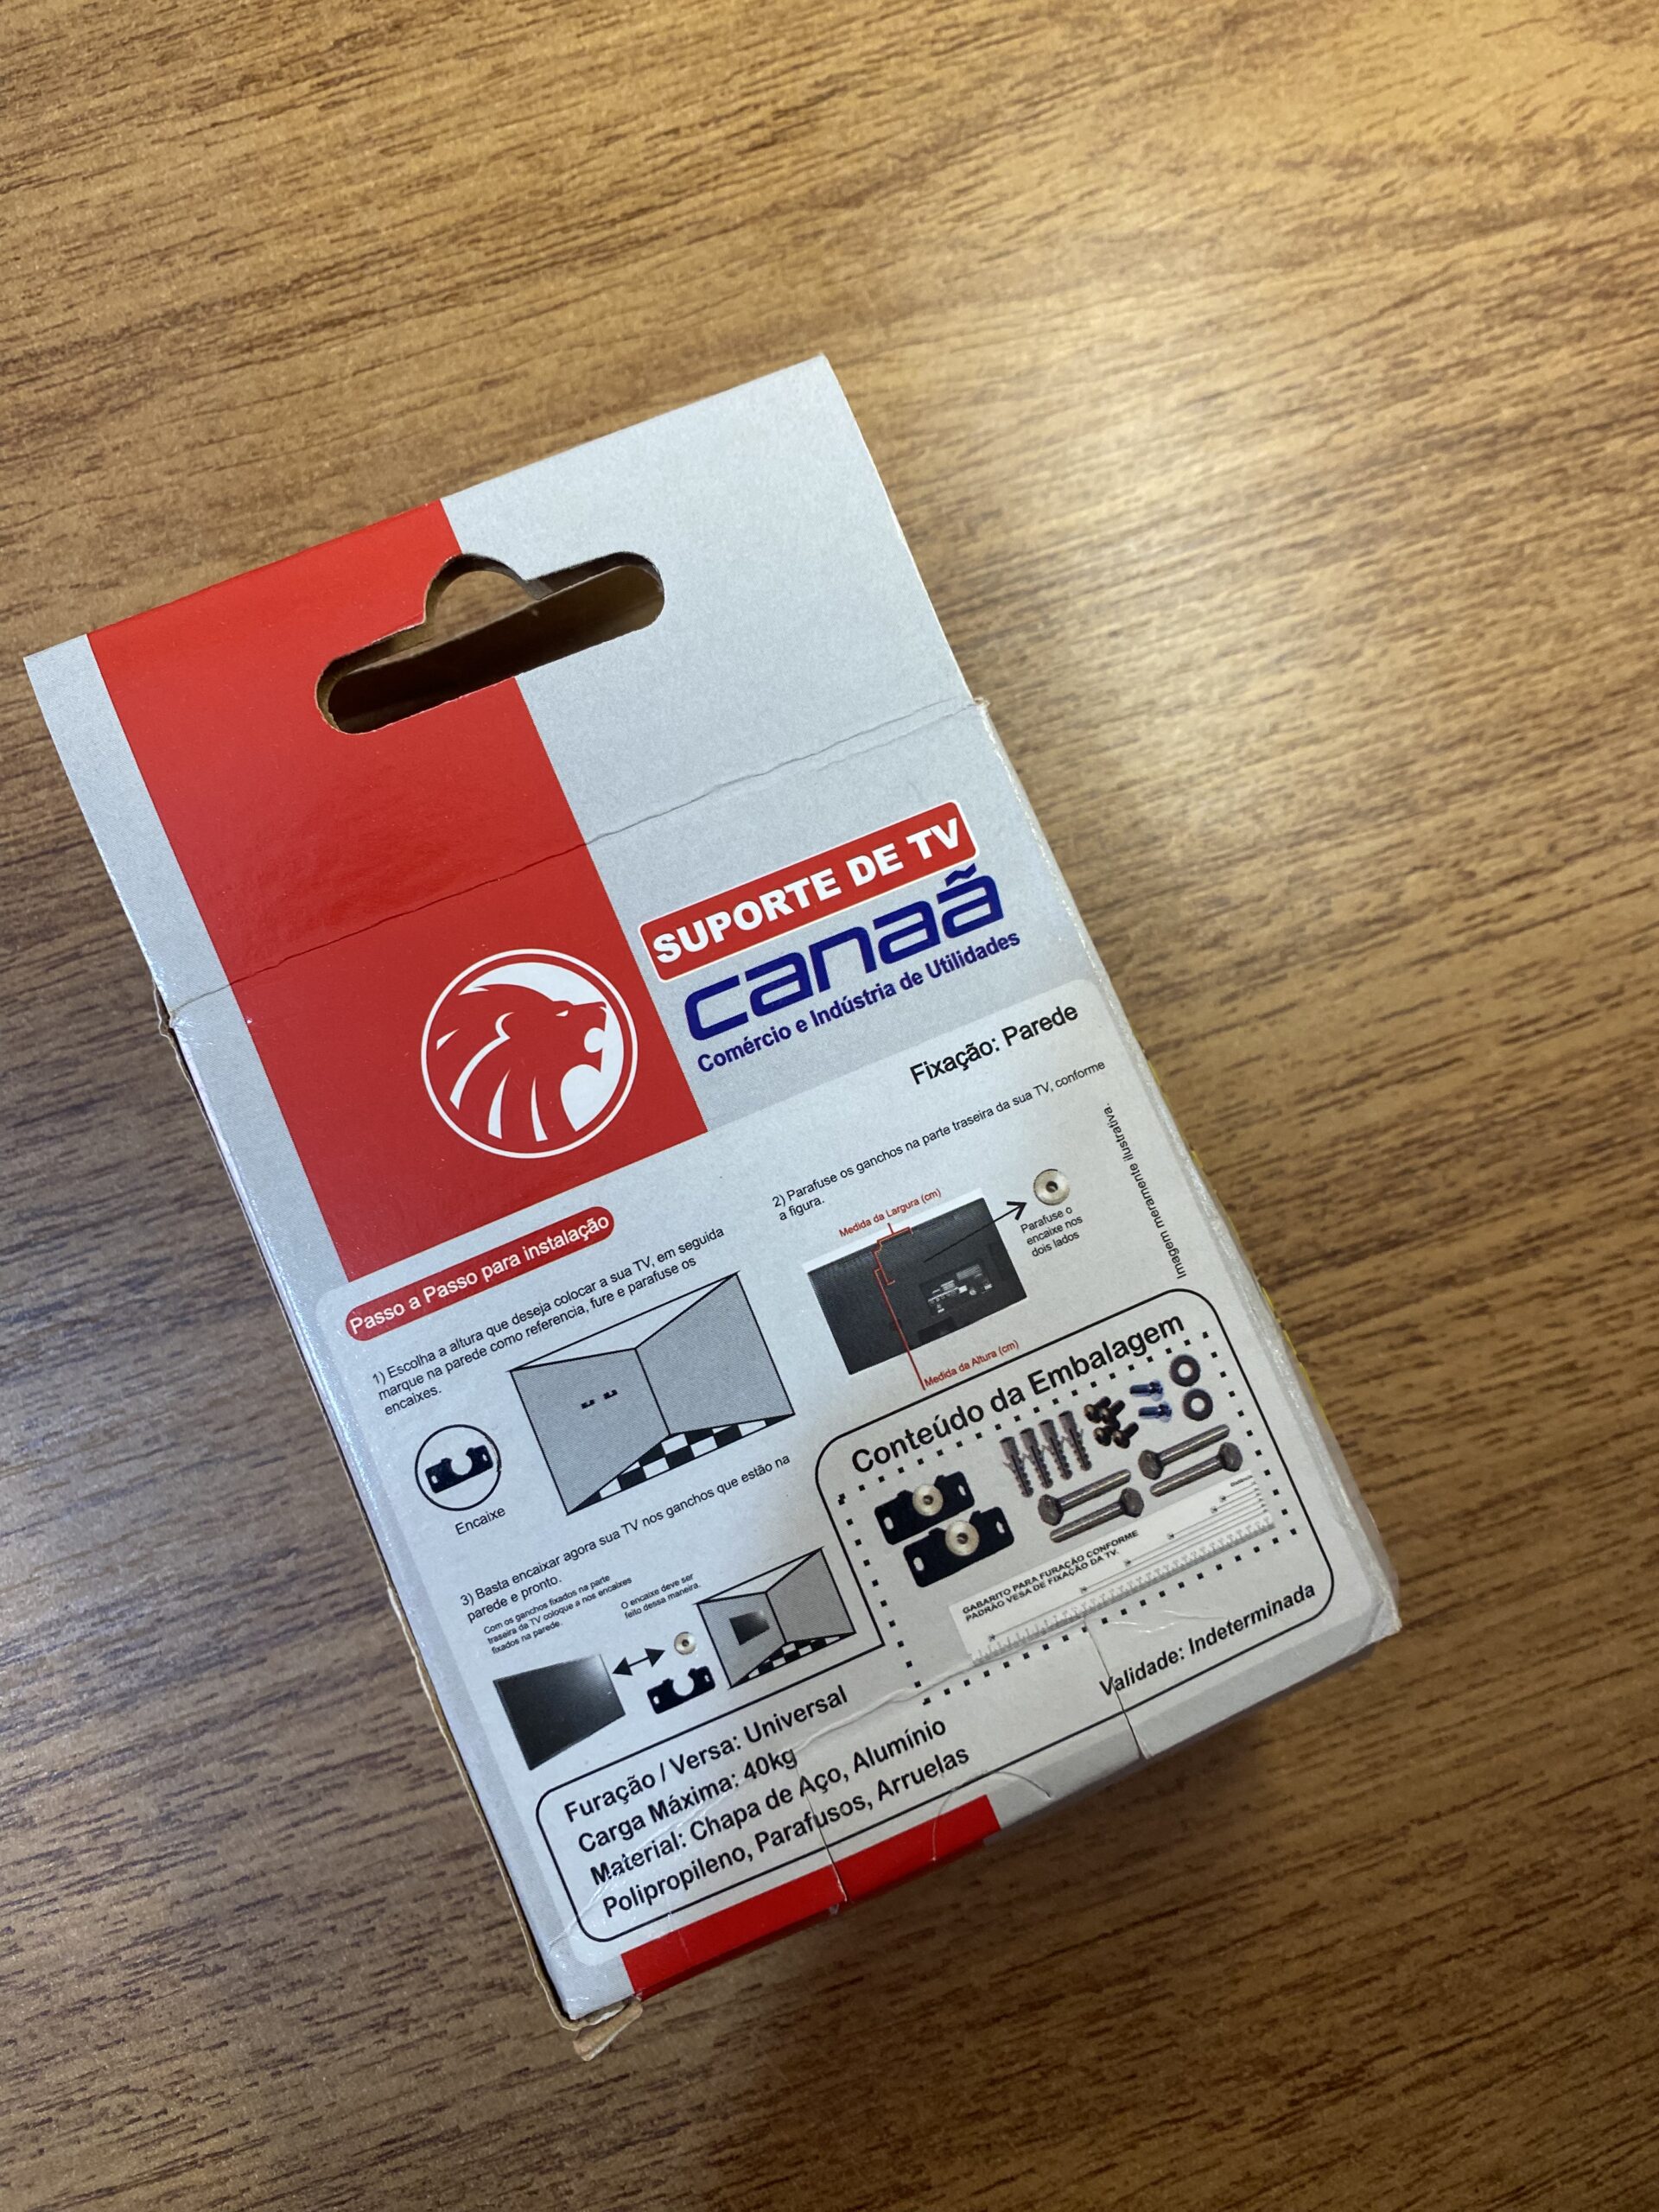 SUPORTE DE TV
canaã
Comércio e Indústria de Utilidades
Fixação: Parede
Passo a Passo para instalação
1) Escolha a altura que deseja colocar a sua TV, em seguida
marque na parede como referencia, fure e parafuse os
encaixes.
Encaixe
2) Parafuse os ganchos na parte traseira da sua TV, conforme
a figura.
Medida da Largura (cm)
Parafuse o
encaixe nos
dois lados
Medida da Altura (cm)
Imagem meramente ilustrativa.
3) Basta encaixar agora sua TV nos ganchos que estão na
parede e pronto.
Com os ganchos fixados na parte
traseira da TV coloque a nos encaixes
fixados na parede.
O encaixe deve ser
feito dessa maneira.
Conteúdo da Embalagem
GABARITO PARA FURAÇÃO CONFORME
PADRÃO VESA DE FIXAÇÃO DA TV.
Furação / Versa: Universal
Carga Máxima: 40kg
Material: Chapa de Aço, Alumínio
Polipropileno, Parafusos, Arruelas
Validade: Indeterminada